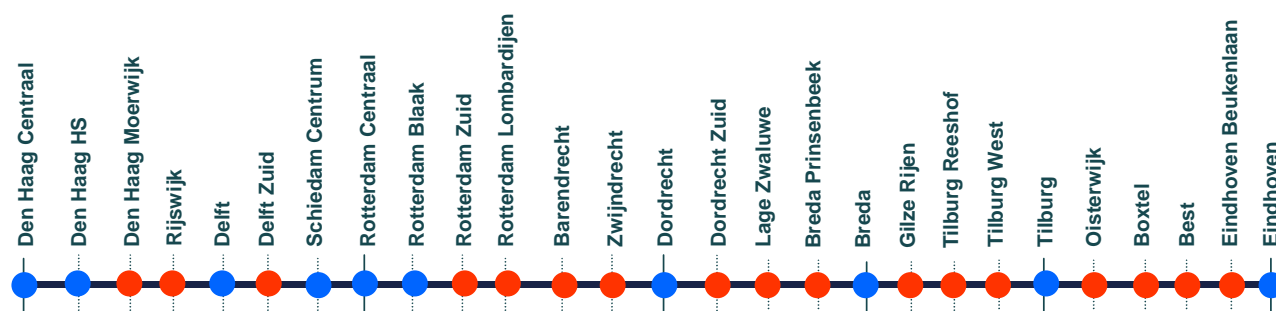 Den Haag Centraal
Den Haag HS
Den Haag Moerwijk
Rijswijk
Delft
Delft Zuid
Schiedam Centrum
Rotterdam Centraal
Rotterdam Blaak
Rotterdam Zuid
Rotterdam Lombardijen
Barendrecht
Zwijndrecht
Dordrecht
Dordrecht Zuid
Lage Zwaluwe
Breda Prinsenbeek
Breda
Gilze Rijen
Tilburg Reeshof
Tilburg West
Tilburg
Oisterwijk
Boxtel
Best
Eindhoven Beukenlaan
Eindhoven